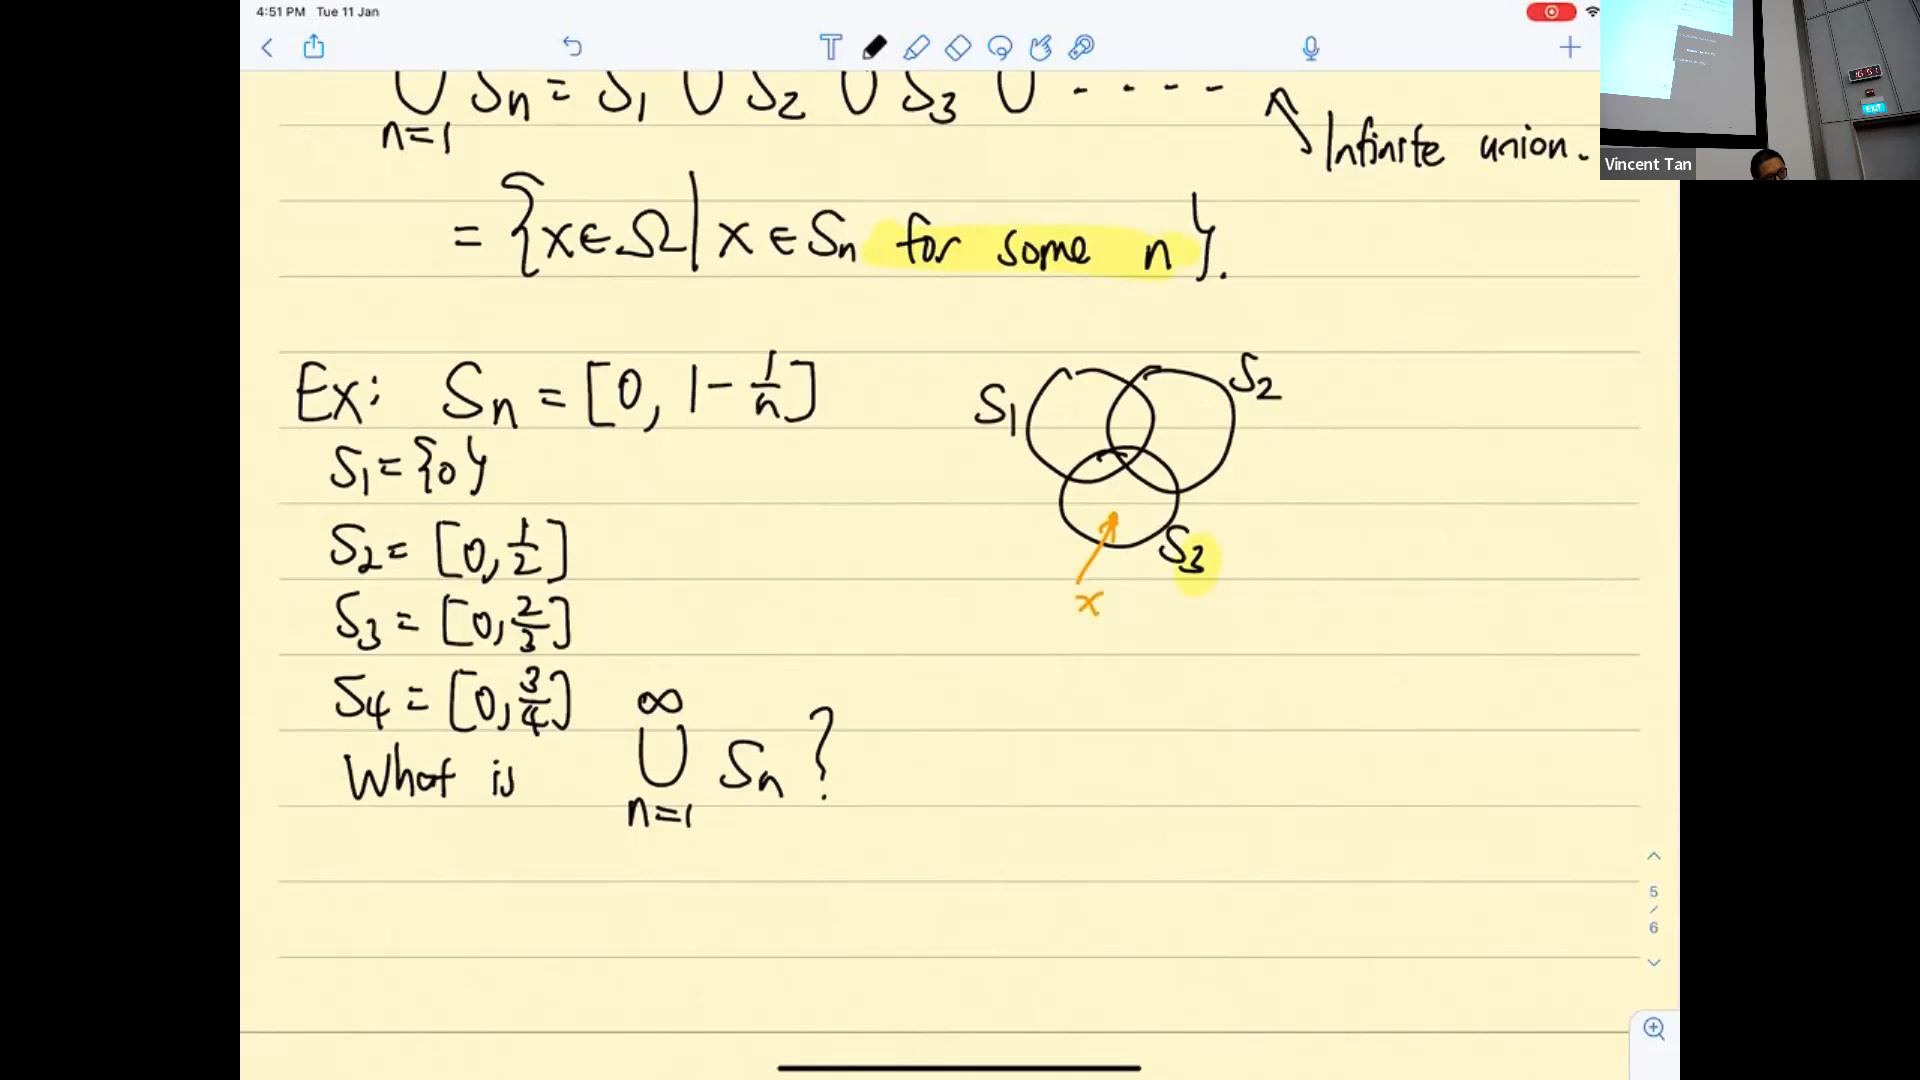 4:51 PM Tue 11 Jan
⋃ Sn = S1 ∪ S2 ∪ S3 ∪ - - - -
n=1
Infinite union.
= {x ∈ Ω | x ∈ Sn for some n}.
Ex: Sn = [0, 1 - 1/n]
S1 = {0}
S2 = [0, 1/2]
S3 = [0, 2/3]
S4 = [0, 3/4]
What is ∞ ⋃ n=1 Sn ?
S1
S2
S3
x
Vincent Tan
EXIT
5
/
6